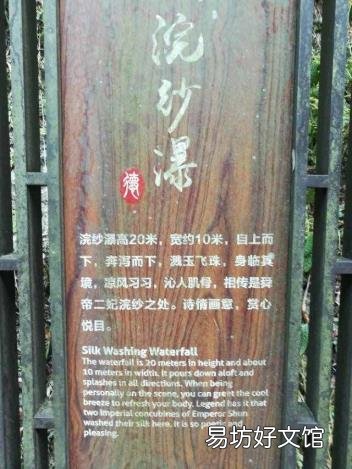 浣纱瀑
德
浣纱瀑高20米，宽约10米，自上而
下，奔泻而下，溅玉飞珠，身临其
境，凉风习习，沁人肌骨，相传是舜
帝二妃浣纱之处。诗情画意，赏心
悦目。
Silk Washing Waterfall
The waterfall is 20 meters in height and about
10 meters in width. It pours down aloft and
splashes in all directions. When being
personally on the scene, you can greet the cool
breeze to refresh your body. Legend has it that
two imperial concubines of Emperor Shun
washed their silk here. It is so poetic
pleasing.
易坊好文馆